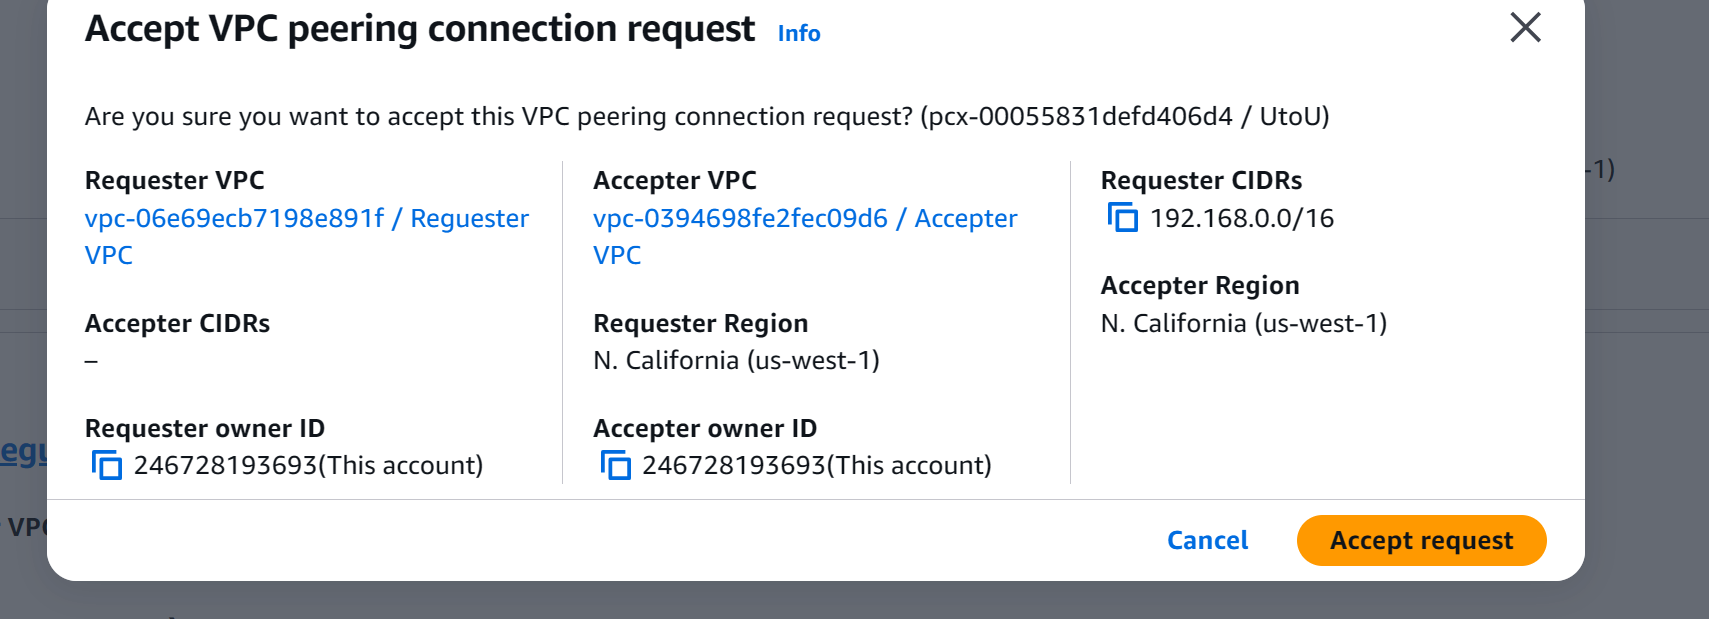 Accept VPC peering connection request Info
Are you sure you want to accept this VPC peering connection request? (pcx-00055831defd406d4 / UtoU)
Requester VPC
vpc-06e69ecb7198e891f / Reguester
VPC
Accepter CIDRs
–
Requester owner ID
246728193693(This account)
Accepter VPC
vpc-0394698fe2fec09d6 / Accepter
VPC
Requester Region
N. California (us-west-1)
Accepter owner ID
246728193693(This account)
Requester CIDRs
192.168.0.0/16
Accepter Region
N. California (us-west-1)
Cancel
Accept request
-1)